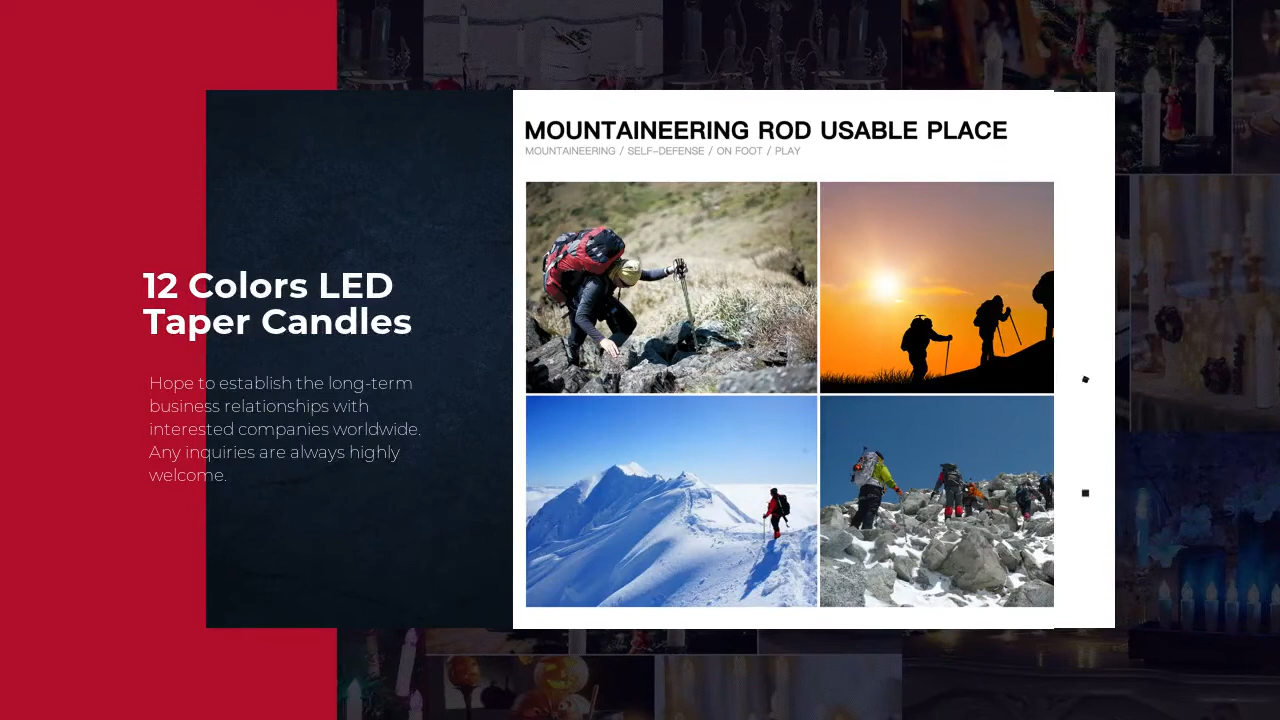 12 Colors LED
Taper Candles
Hope to establish the long-term
business relationships with
interested companies worldwide.
Any inquiries are always highly
welcome.
MOUNTAINEERING ROD USABLE PLACE
MOUNTAINEERING / SELF-DEFENSE / ON FOOT / PLAY